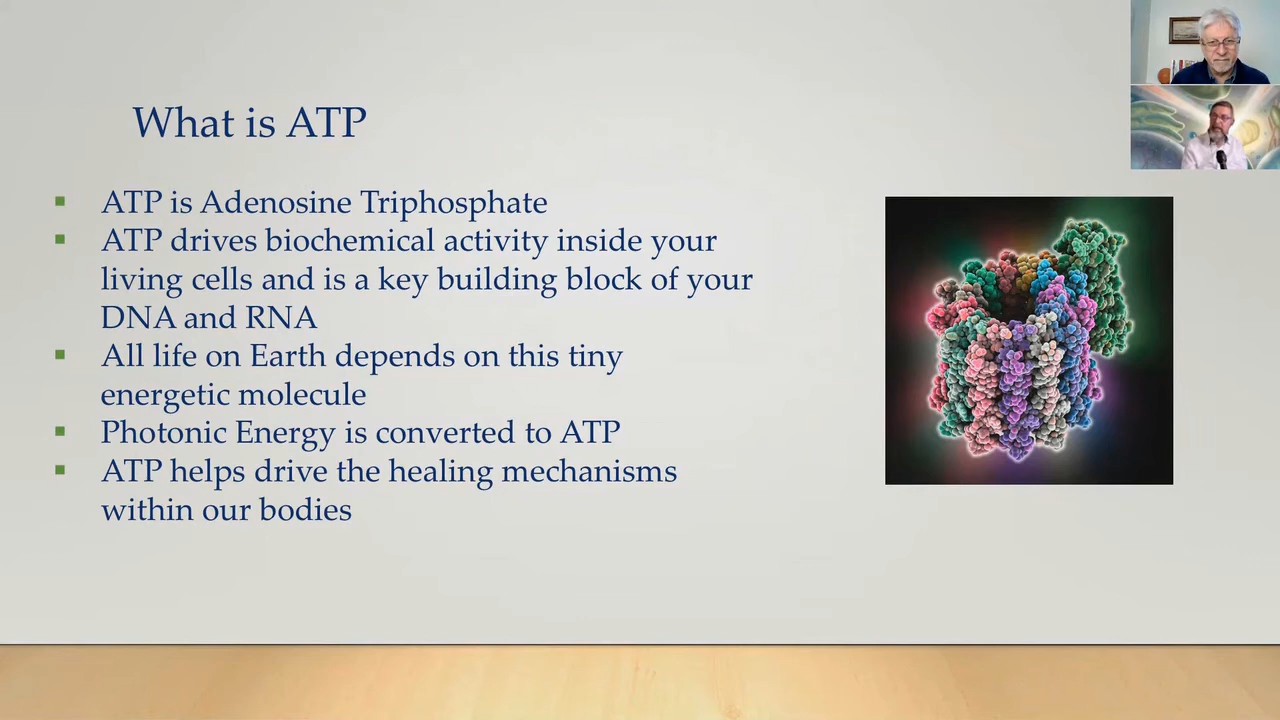 What is ATP
ATP is Adenosine Triphosphate
ATP drives biochemical activity inside your
living cells and is a key building block of your
DNA and RNA
All life on Earth depends on this tiny
energetic molecule
Photonic Energy is converted to ATP
ATP helps drive the healing mechanisms
within our bodies